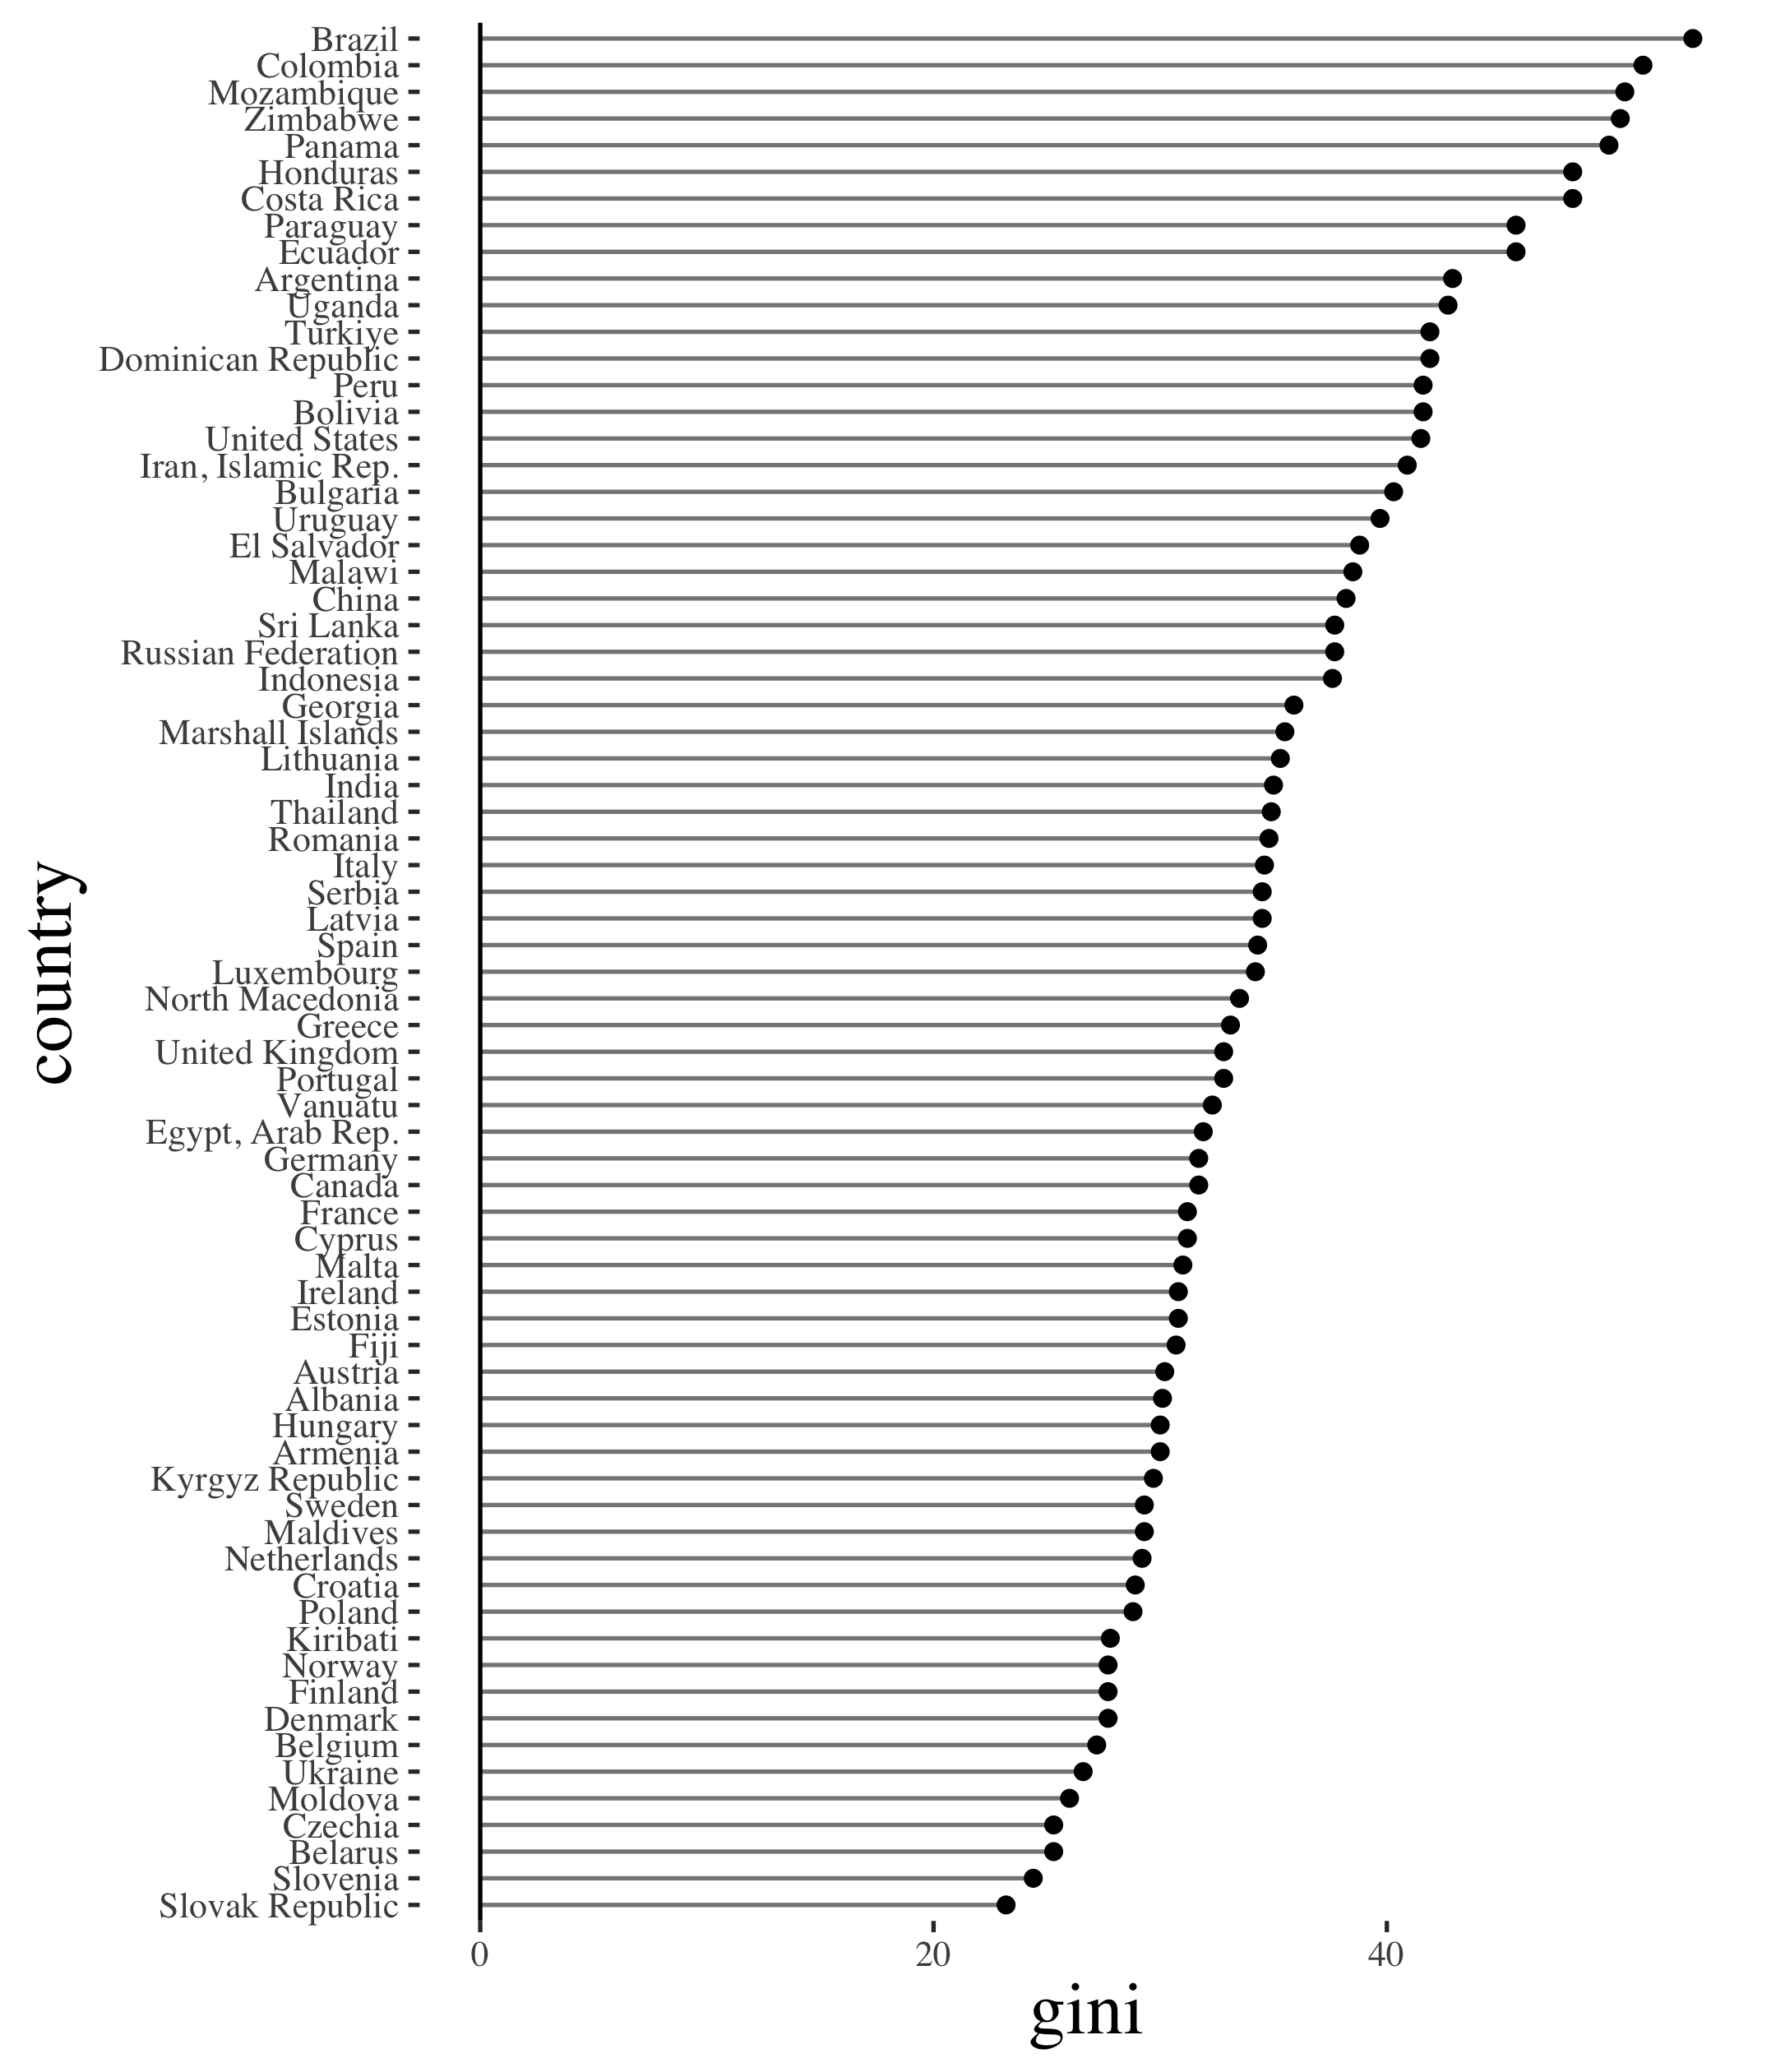 Brazil
Colombia
Mozambique
Zimbabwe
Panama
Honduras
Costa Rica
Paraguay
Ecuador
Argentina
Uganda
Turkiye
Dominican Republic
Peru
Bolivia
United States
Iran, Islamic Rep.
Bulgaria
Uruguay
El Salvador
Malawi
China
Sri Lanka
Russian Federation
Indonesia
Georgia
Marshall Islands
Lithuania
India
Thailand
Romania
Italy
Serbia
Latvia
Spain
Luxembourg
North Macedonia
Greece
United Kingdom
Portugal
Vanuatu
Egypt, Arab Rep.
Germany
Canada
France
Cyprus
Malta
Ireland
Estonia
Fiji
Austria
Albania
Hungary
Armenia
Kyrgyz Republic
Sweden
Maldives
Netherlands
Croatia
Poland
Kiribati
Norway
Finland
Denmark
Belgium
Ukraine
Moldova
Czechia
Belarus
Slovenia
Slovak Republic
country
0 20 40
gini